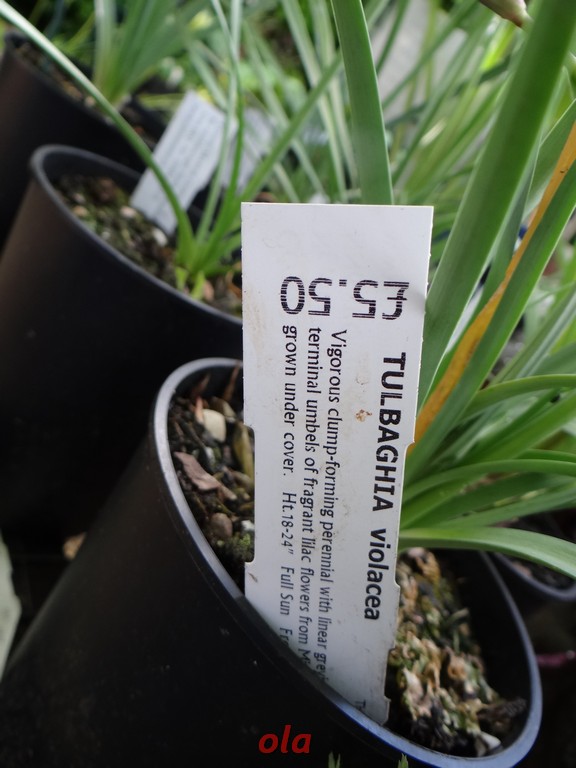 £5.50
TULBAGHIA violacea
Vigorous clump-forming perennial with linear
terminal umbels of fragrant lilac flowers from
grown under cover. Ht.18-24" Full Sun
ola